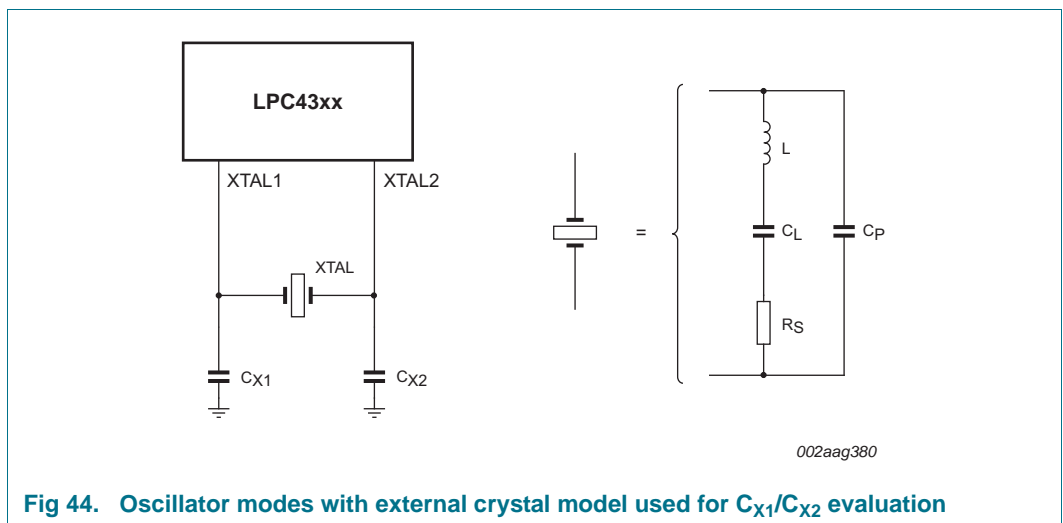 LPC43xx
XTAL1
XTAL2
XTAL
CX1
CX2
=
L
CL
CP
RS
002aag380
Fig 44. Oscillator modes with external crystal model used for CX1/CX2 evaluation